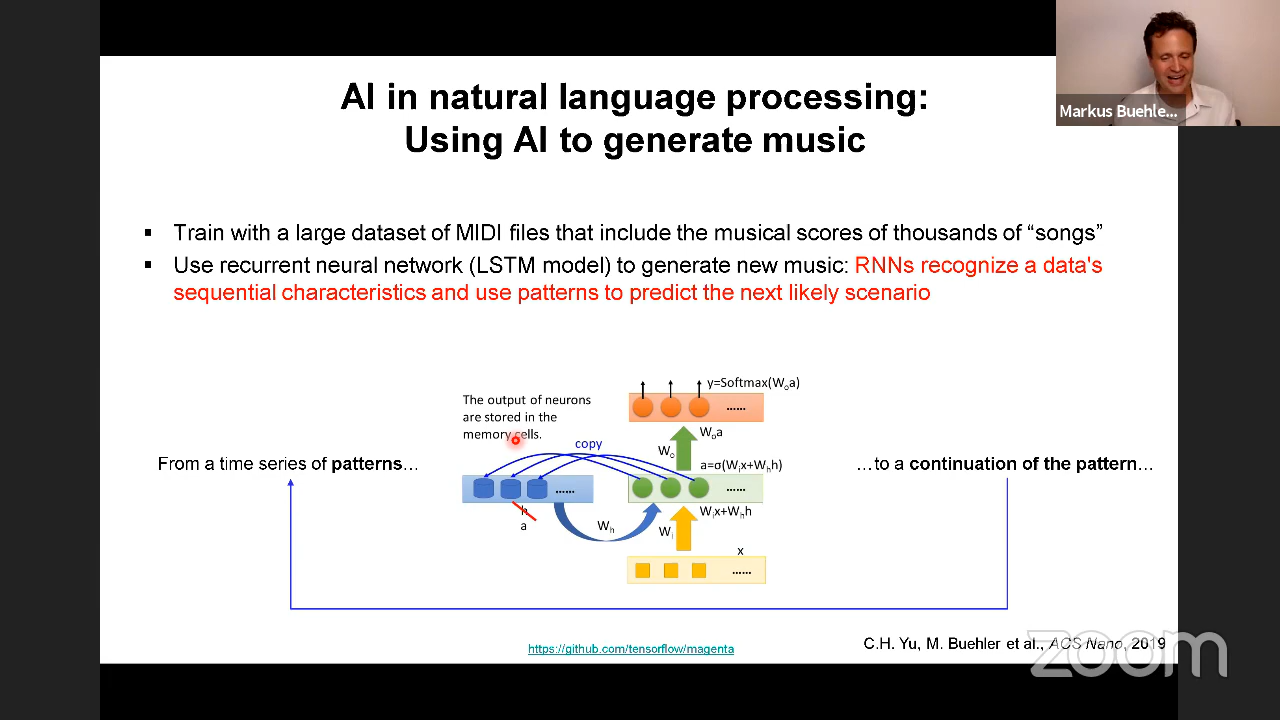 Markus Buehle...
AI in natural language processing:
Using AI to generate music
▪ Train with a large dataset of MIDI files that include the musical scores of thousands of “songs”
▪ Use recurrent neural network (LSTM model) to generate new music: RNNs recognize a data's
sequential characteristics and use patterns to predict the next likely scenario
y=Softmax(Wₒa)
The output of neurons
are stored in the
memory cells.
......
Wₒa
copy
Wₒ
From a time series of patterns…
a=σ(Wᵢx+Wₕh)
…to a continuation of the pattern…
......
......
h
a
Wₕ
Wᵢ
Wᵢx+Wₕh
x
......
https://github.com/tensorflow/magenta
C.H. Yu, M. Buehler et al., ACS Nano, 2019
zoom